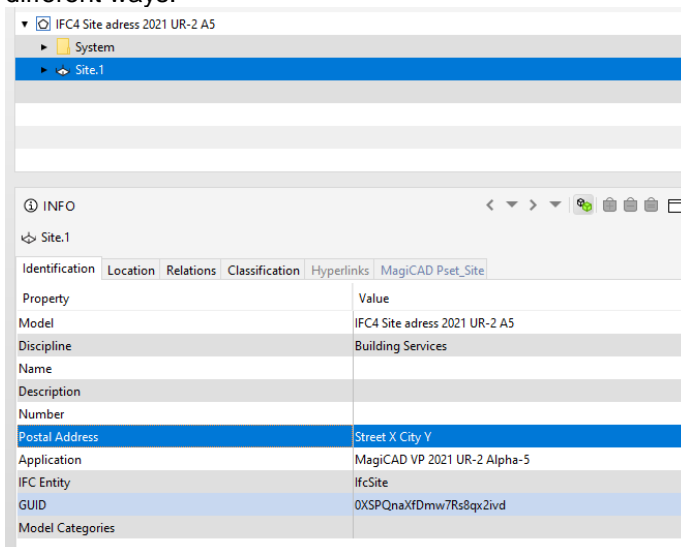 different ways.
IFC4 Site adress 2021 UR-2 A5
System
Site.1
INFO
Site.1
Identification Location Relations Classification Hyperlinks MagiCAD Pset_Site
Property Value
Model IFC4 Site adress 2021 UR-2 A5
Discipline Building Services
Name
Description
Number
Postal Address Street X City Y
Application MagiCAD VP 2021 UR-2 Alpha-5
IFC Entity IfcSite
GUID 0XSPQnaXfDmw7Rs8qx2ivd
Model Categories